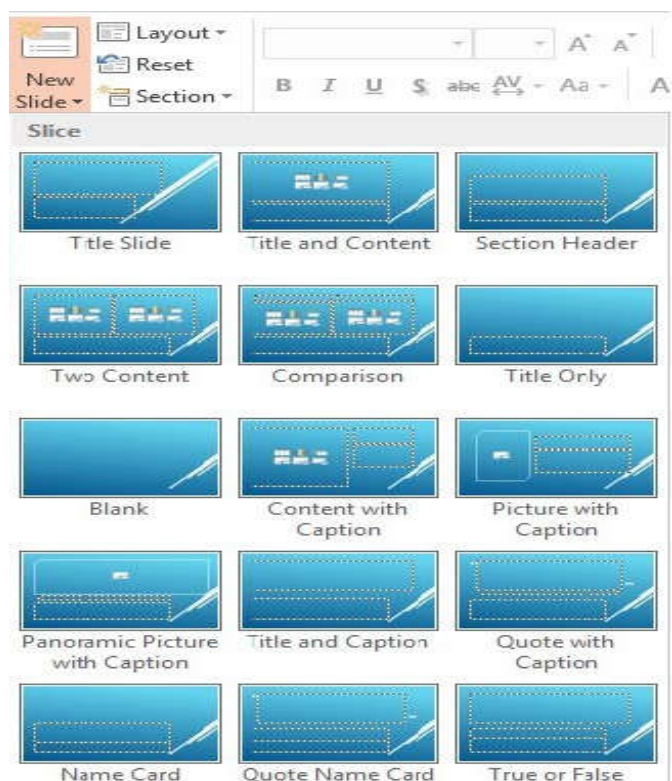 New
Slide
Layout
Reset
Section
A A
B I U S abc AV Aa A
Slice
Title Slide
Title and Content
Section Header
Two Content
Comparison
Title Only
Blank
Content with
Caption
Picture with
Caption
Panoramic Picture
with Caption
Title and Caption
Quote with
Caption
Name Card
Quote Name Card
True or False